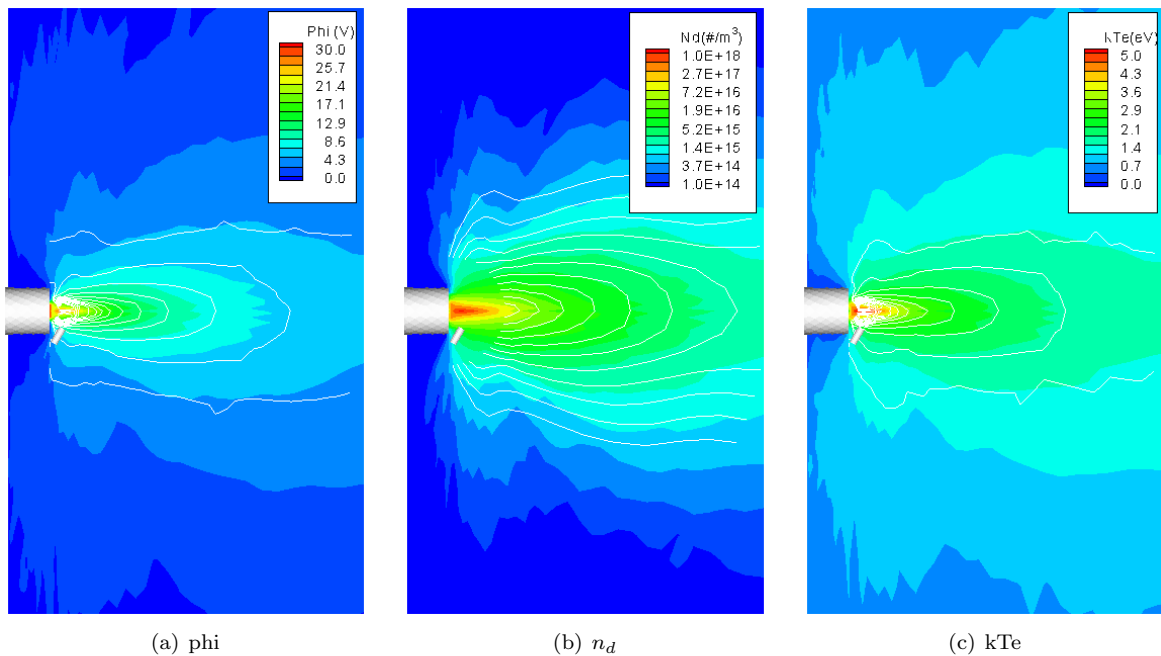 Phi (V)
30.0
25.7
21.4
17.1
12.9
8.6
4.3
0.0
Nd(#/m³)
1.0E+18
2.7E+17
7.2E+16
1.9E+16
5.2E+15
1.4E+15
3.7E+14
1.0E+14
kTe(eV)
5.0
4.3
3.6
2.9
2.1
1.4
0.7
0.0
(a) phi
(b) n_d
(c) kTe